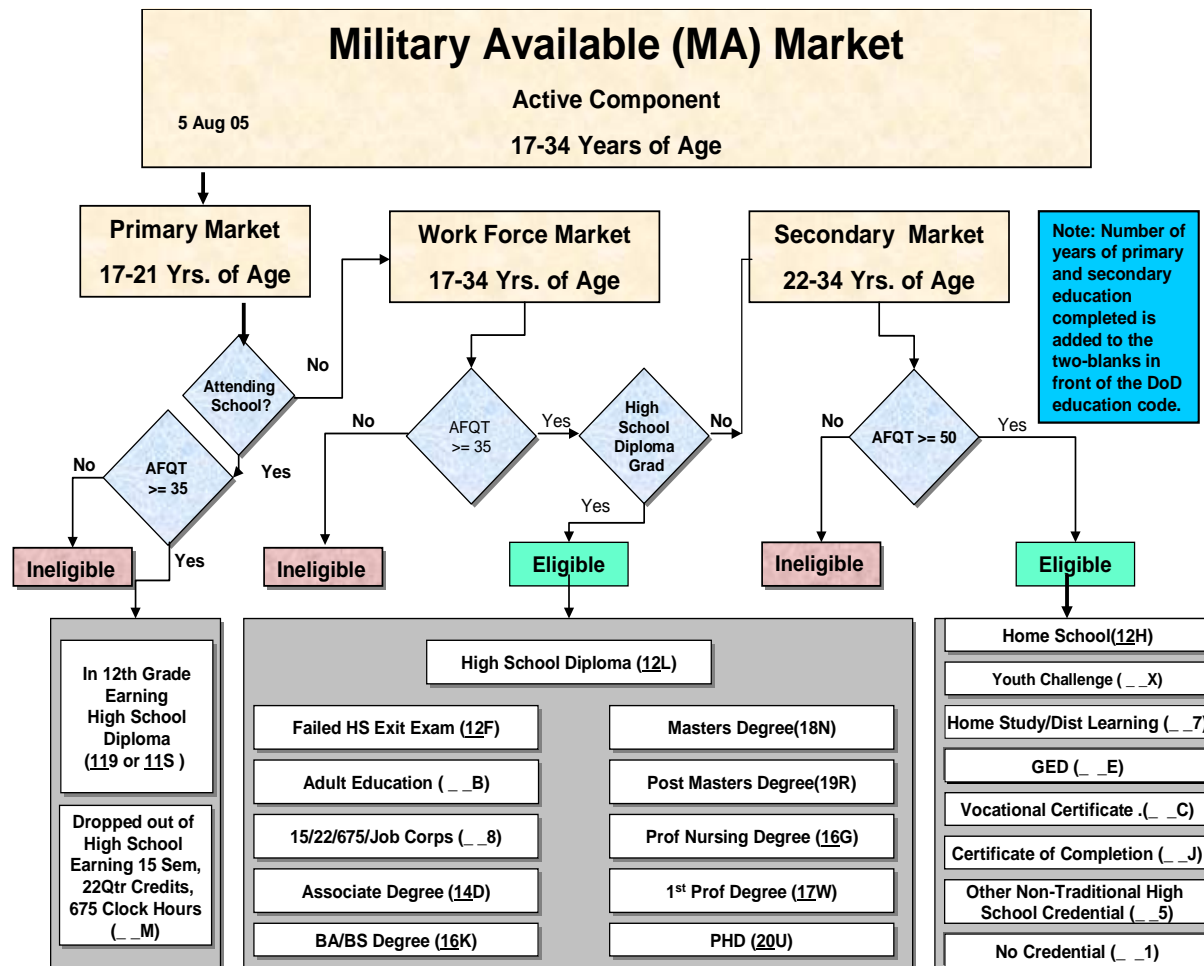 Military Available (MA) Market
Active Component
5 Aug 05
17-34 Years of Age
Primary Market
17-21 Yrs. of Age
Work Force Market
17-34 Yrs. of Age
Secondary Market
22-34 Yrs. of Age
Note: Number of
years of primary
and secondary
education
completed is
added to the
two-blanks in
front of the DoD
education code.
Attending
School?
No
Yes
AFQT
>= 35
No
Yes
Ineligible
AFQT
>= 35
No
Yes
Ineligible
High
School
Diploma
Grad
No
Yes
Eligible
AFQT >= 50
No
Yes
Ineligible
Eligible
In 12th Grade
Earning
High School
Diploma
(119 or 11S )
Dropped out of
High School
Earning 15 Sem,
22Qtr Credits,
675 Clock Hours
(_ _M)
High School Diploma (12L)
Failed HS Exit Exam (12F)
Adult Education ( _ _B)
15/22/675/Job Corps (_ _8)
Associate Degree (14D)
BA/BS Degree (16K)
Masters Degree(18N)
Post Masters Degree(19R)
Prof Nursing Degree (16G)
1st Prof Degree (17W)
PHD (20U)
Home School(12H)
Youth Challenge ( _ _X)
Home Study/Dist Learning (_ _7)
GED (_ _E)
Vocational Certificate .(_ _C)
Certificate of Completion (_ _J)
Other Non-Traditional High
School Credential (_ _5)
No Credential (_ _1)